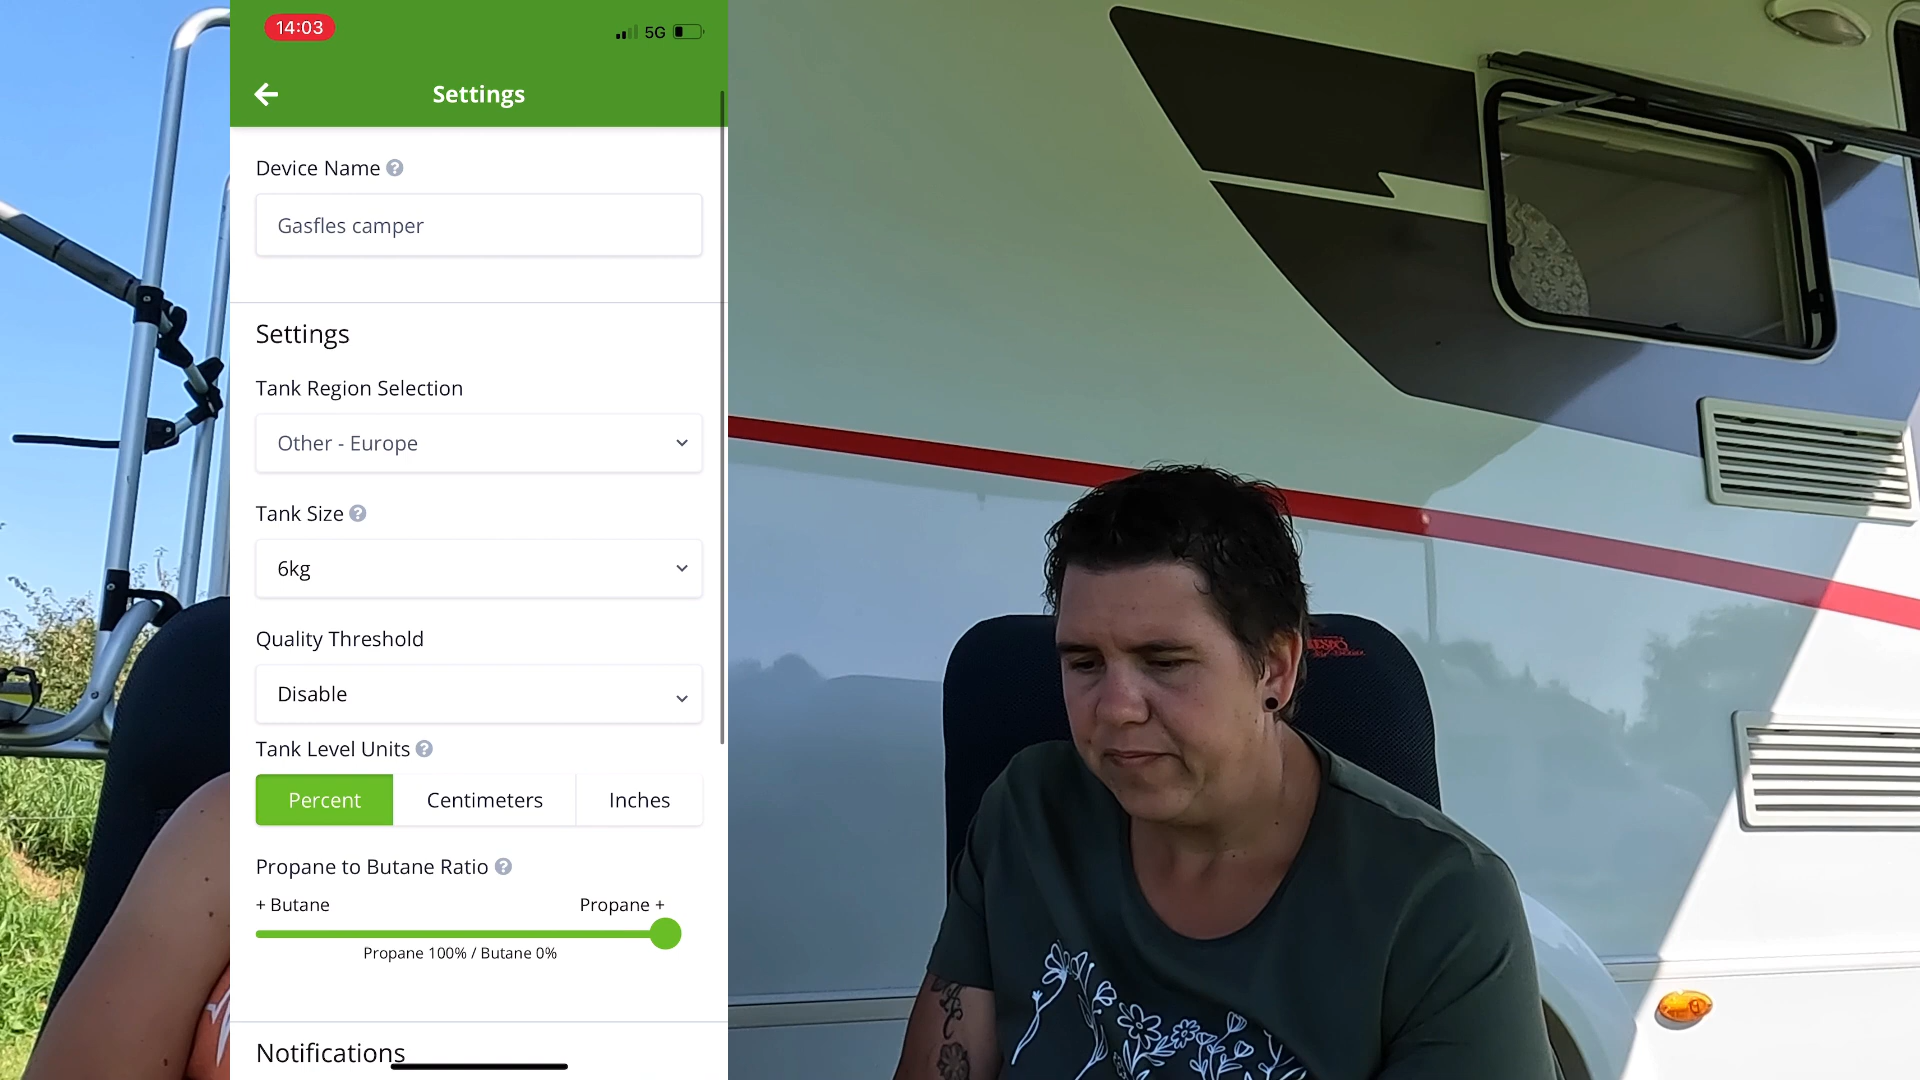 14:03
5G
Settings
Device Name
Gasfles camper
Settings
Tank Region Selection
Other - Europe
Tank Size
6kg
Quality Threshold
Disable
Tank Level Units
Percent Centimeters Inches
Propane to Butane Ratio
+ Butane Propane +
Propane 100% / Butane 0%
Notifications